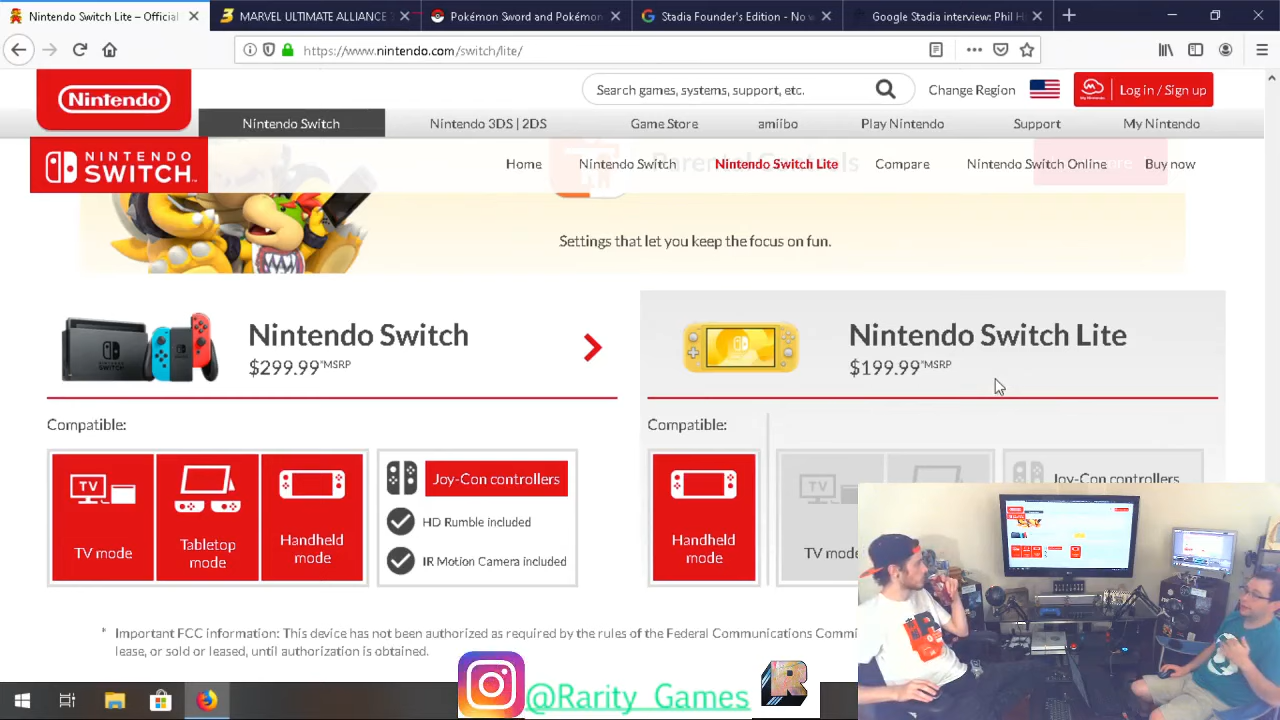 Nintendo Switch Lite – Official
MARVEL ULTIMATE ALLIANCE
Pokémon Sword and Pokémon
Stadia Founder's Edition - No w
Google Stadia interview: Phil H
https://www.nintendo.com/switch/lite/
Nintendo
Search games, systems, support, etc.
Change Region
Log in / Sign up
Nintendo Switch
Nintendo 3DS | 2DS
Game Store
amiibo
Play Nintendo
Support
My Nintendo
NINTENDO
SWITCH
Home
Nintendo Switch
Nintendo Switch Lite
Compare
Nintendo Switch Online
Buy now
Parental Controls
Settings that let you keep the focus on fun.
Nintendo Switch
$299.99*MSRP
Nintendo Switch Lite
$199.99*MSRP
Compatible:
TV
TV mode
Tabletop
mode
Handheld
mode
Joy-Con controllers
HD Rumble included
IR Motion Camera included
Compatible:
Handheld
mode
TV
TV mode
Joy-Con controllers
* Important FCC information: This device has not been authorized as required by the rules of the Federal Communications Commi
lease, or sold or leased, until authorization is obtained.
@Rarity_Games